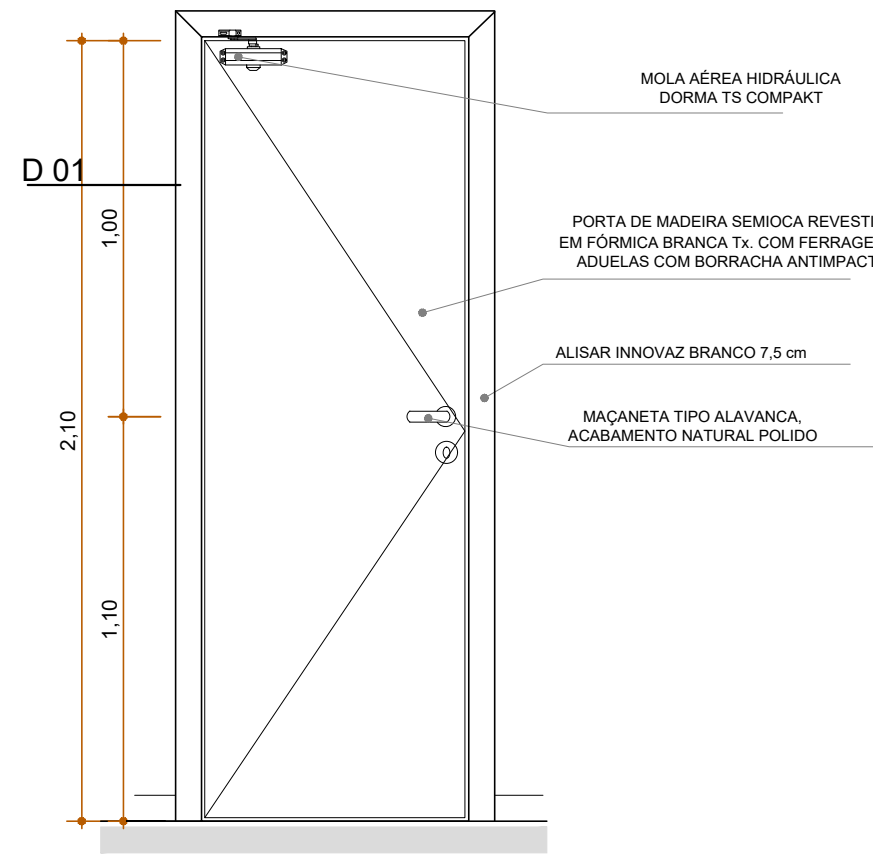 MOLA AÉREA HIDRÁULICA
DORMA TS COMPAKT
D 01
1,00
PORTA DE MADEIRA SEMIOCA REVESTI
EM FÓRMICA BRANCA Tx. COM FERRAGE
ADUELAS COM BORRACHA ANTIMPACT
ALISAR INNOVAZ BRANCO 7,5 cm
2,10
MAÇANETA TIPO ALAVANCA,
ACABAMENTO NATURAL POLIDO
1,10